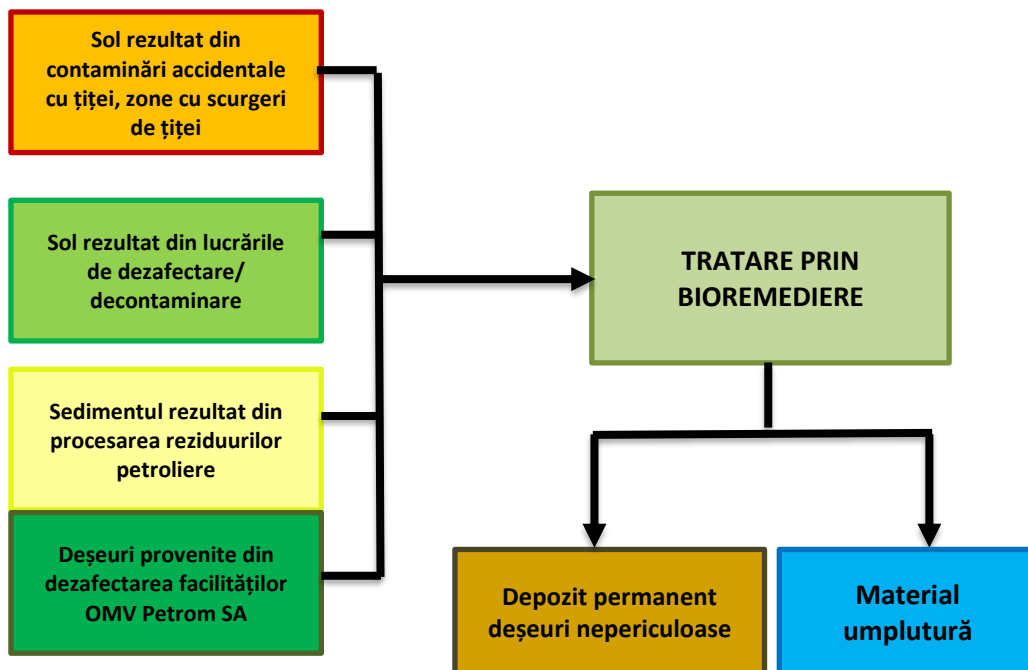 Sol rezultat din
contaminări accidentale
cu țiței, zone cu scurgeri
de țiței
Sol rezultat din lucrările
de dezafectare/
decontaminare
Sedimentul rezultat din
procesarea reziduurilor
petroliere
Deșeuri provenite din
dezafectarea facilităților
OMV Petrom SA
TRATARE PRIN
BIOREMEDIERE
Depozit permanent
deșeuri nepericuloase
Material
umplutură